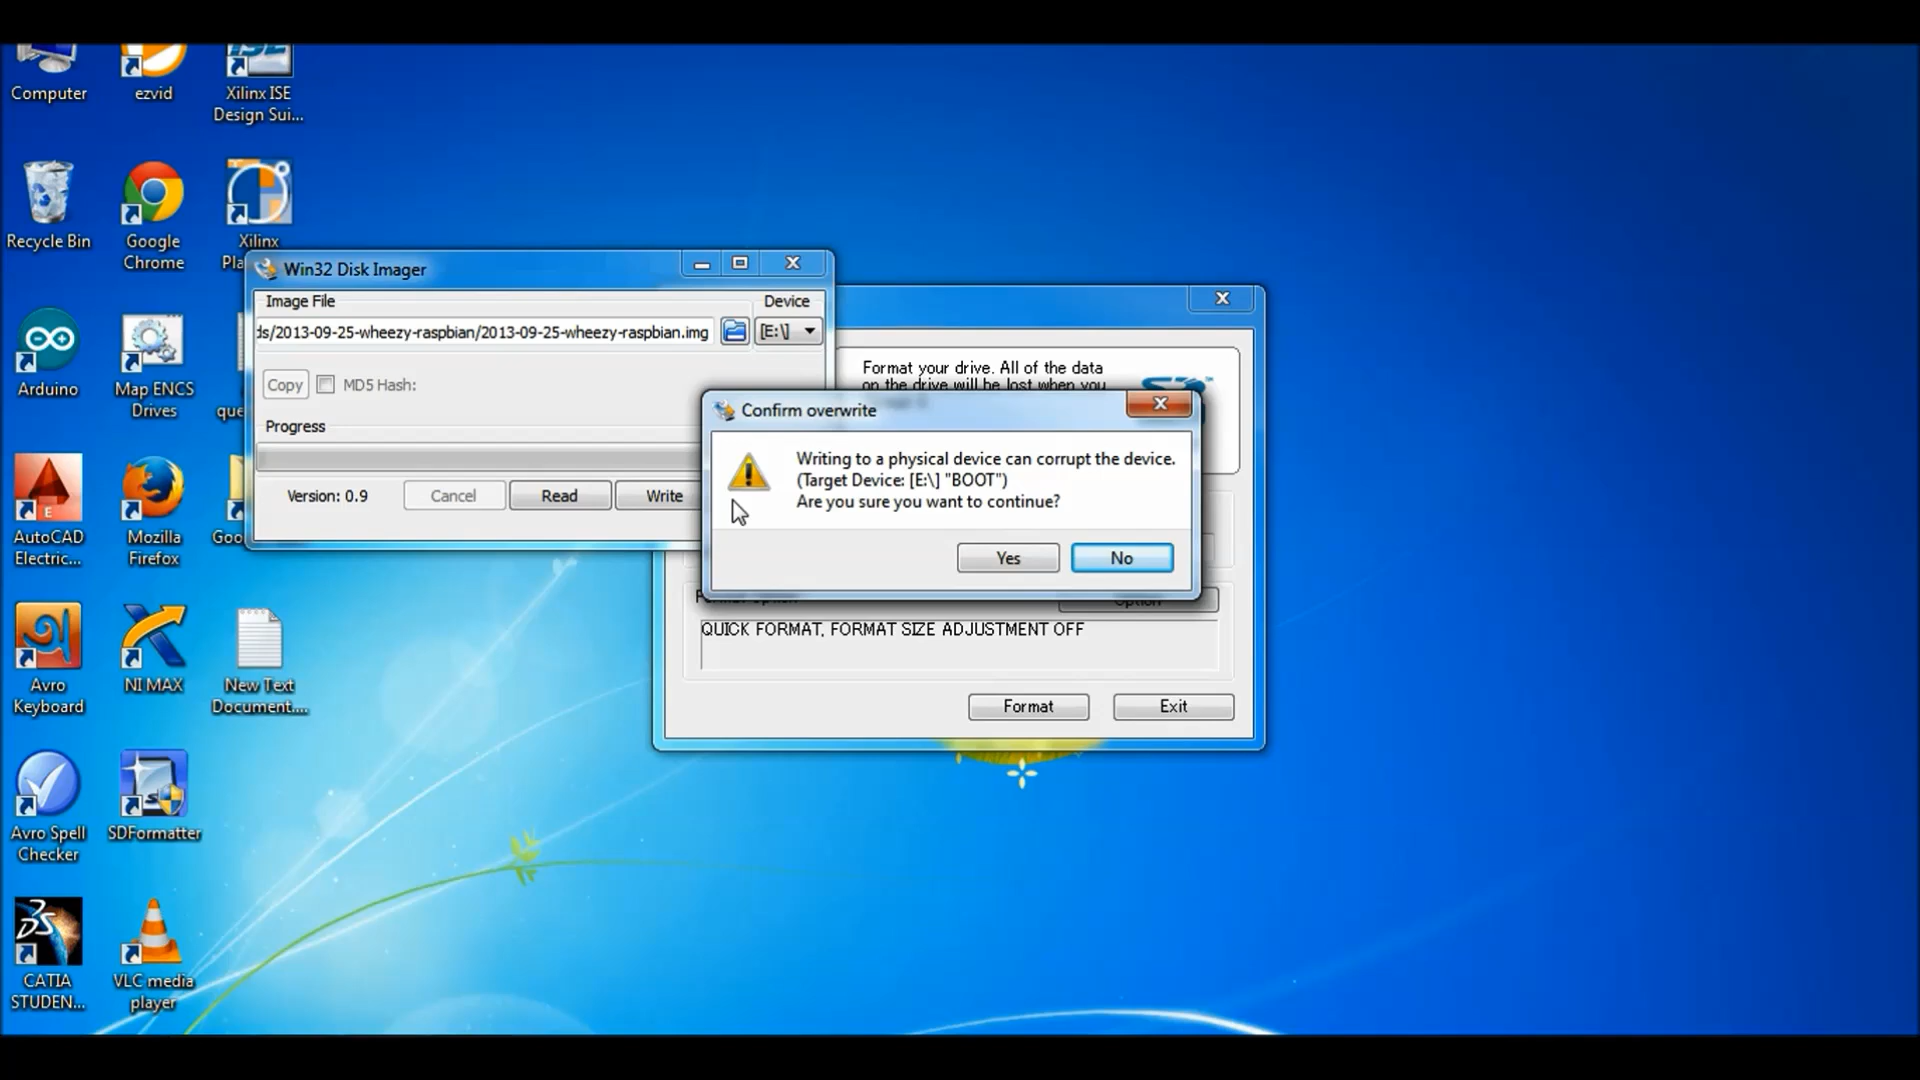 Computer
ezvid
Xilinx ISE
Design Sui...
Recycle Bin
Google
Chrome
Xilinx
Arduino
Map ENCS
Drives
AutoCAD
Electric...
Mozilla
Firefox
Avro
Keyboard
NI MAX
New Text
Document....
Avro Spell
Checker
SDFormatter
CATIA
STUDEN...
VLC media
player
Win32 Disk Imager
Image File
Device
ds/2013-09-25-wheezy-raspbian/2013-09-25-wheezy-raspbian.img
[E:\]
Copy
MD5 Hash:
Progress
Version: 0.9
Cancel
Read
Write
Format your drive. All of the data
on the drive will be lost when you
Confirm overwrite
Writing to a physical device can corrupt the device.
(Target Device: [E:\] "BOOT")
Are you sure you want to continue?
Yes
No
Option
QUICK FORMAT, FORMAT SIZE ADJUSTMENT OFF
Format
Exit